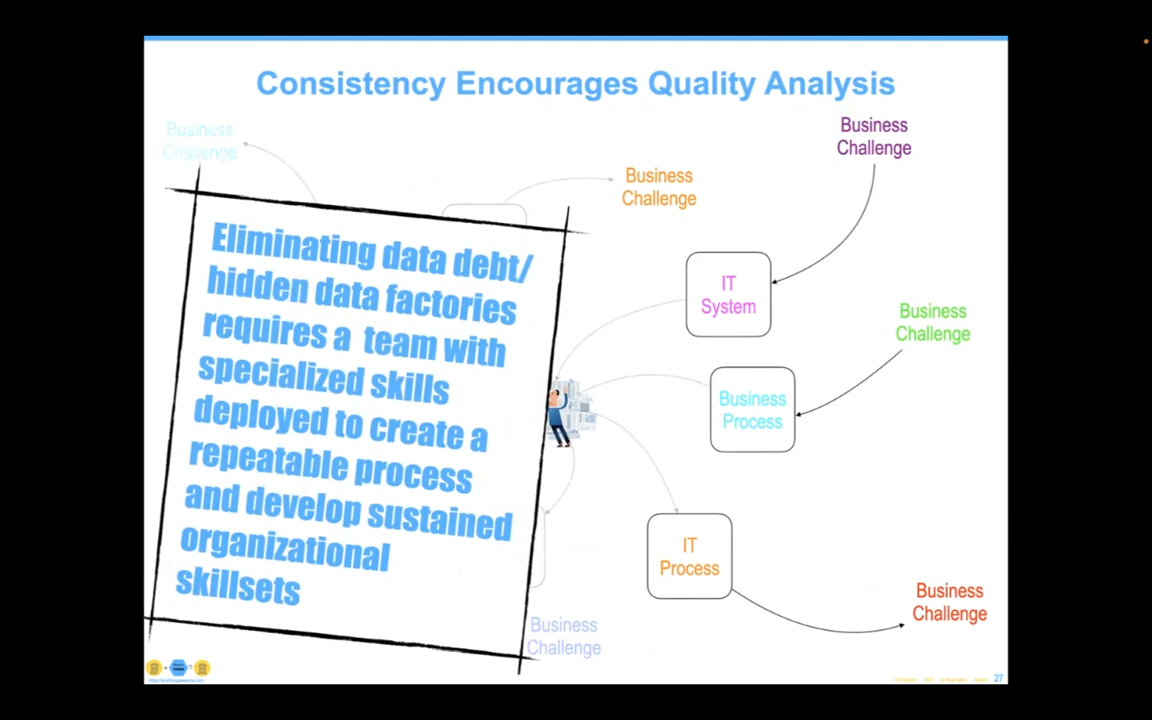 Consistency Encourages Quality Analysis
Business
Challenge
Business
Challenge
Business
Challenge
Eliminating data debt/
hidden data factories
requires a team with
specialized skills
deployed to create a
repeatable process
and develop sustained
organizational
skillsets
IT
System
Business
Challenge
Business
Process
IT
Process
Business
Challenge
Business
Challenge
27